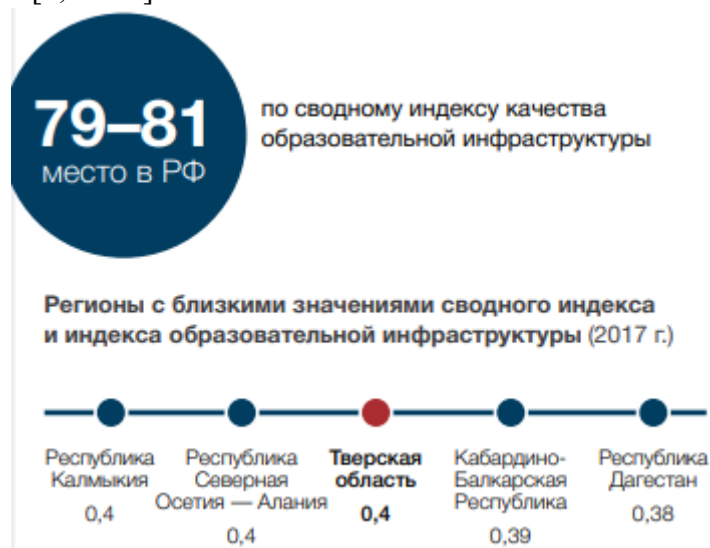 79–81
место в РФ
по сводному индексу качества
образовательной инфраструктуры
Регионы с близкими значениями сводного индекса
и индекса образовательной инфраструктуры (2017 г.)
Республика
Калмыкия
0,4
Республика
Северная
Осетия — Алания
0,4
Тверская
область
0,4
Кабардино-
Балкарская
Республика
0,39
Республика
Дагестан
0,38